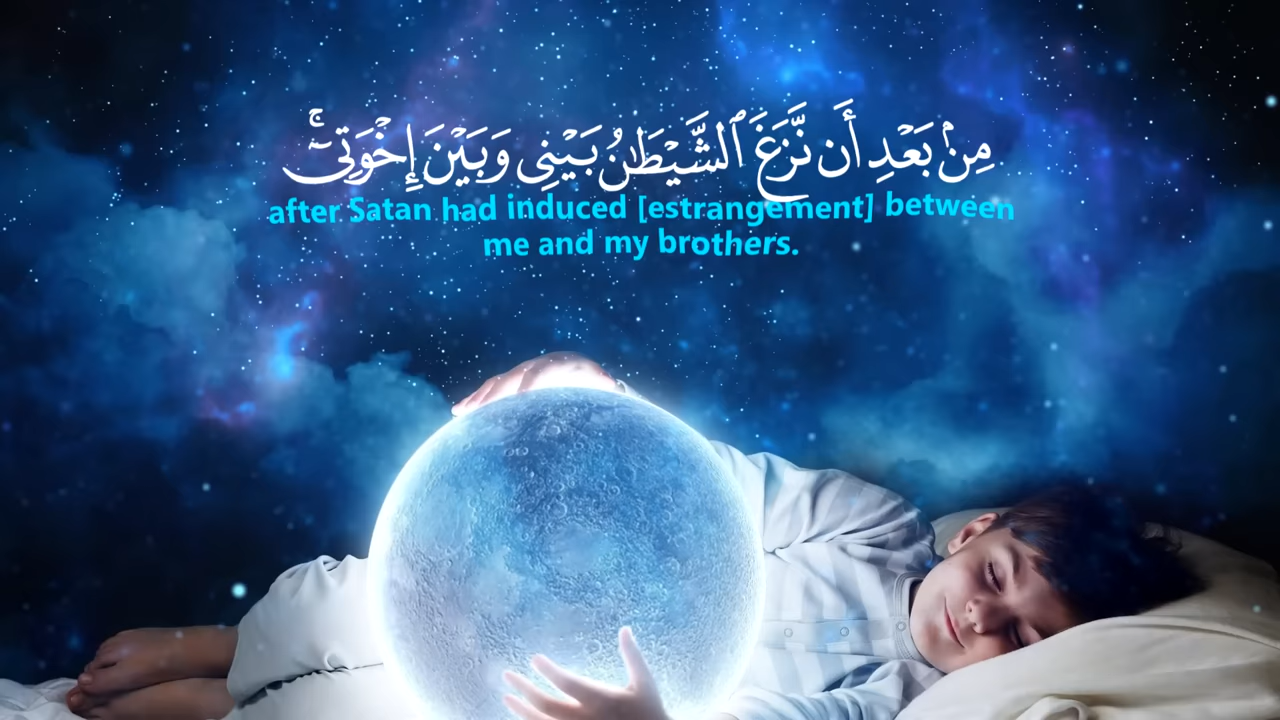 مِنۢ بَعْدِ أَن نَّزَغَ ٱلشَّيْطَـٰنُ بَيْنِى وَبَيْنَ إِخْوَتِىٓ ۚ
after Satan had induced [estrangement] between
me and my brothers.